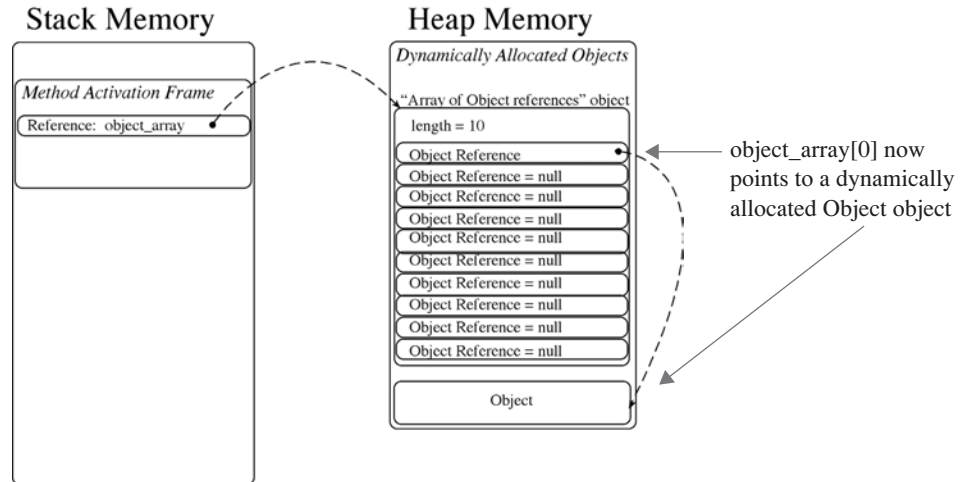 Stack Memory
Heap Memory
Method Activation Frame
Reference: object_array
Dynamically Allocated Objects
“Array of Object references” object
length = 10
Object Reference
Object Reference = null
Object Reference = null
Object Reference = null
Object Reference = null
Object Reference = null
Object Reference = null
Object Reference = null
Object Reference = null
Object Reference = null
Object
object_array[0] now
points to a dynamically
allocated Object object